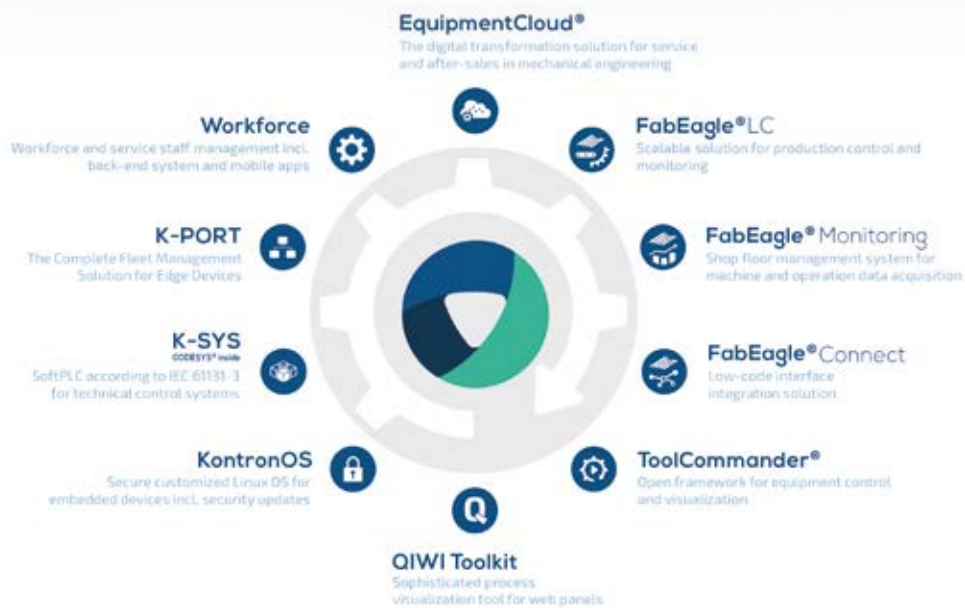 EquipmentCloud®
The digital transformation solution for service
and after-sales in mechanical engineering
Workforce
Workforce and service staff management incl.
back-end system and mobile apps
FabEagle®LC
Scalable solution for production control and
monitoring
K-PORT
The Complete Fleet Management
Solution for Edge Devices
FabEagle®Monitoring
Shop floor management system for
machine and operation data acquisition
K-SYS
CODESYS® inside
SoftPLC according to IEC 61131-3
for technical control systems
FabEagle®Connect
Low-code interface
integration solution
KontronOS
Secure customized Linux OS for
embedded devices incl. security updates
ToolCommander®
Open framework for equipment control
and visualization
Q
QIWI Toolkit
Sophisticated process
visualization tool for web panels